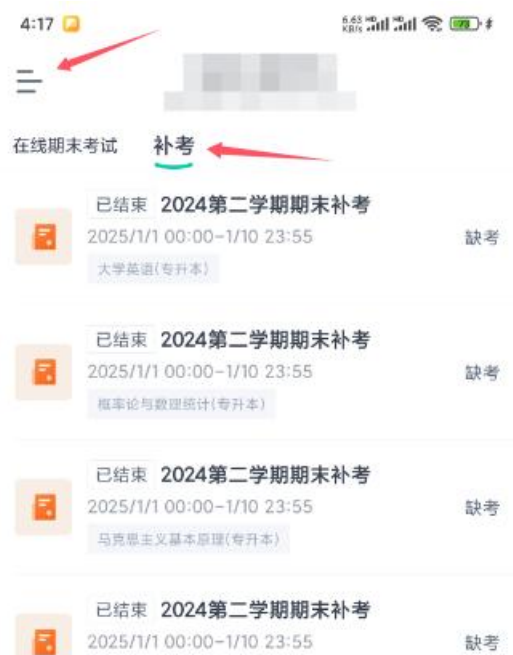 4:17
6.63 KB/s HD HD 73
在线期末考试 补考
已结束 2024第二学期期末补考
2025/1/1 00:00-1/10 23:55
缺考
大学英语(专升本)
已结束 2024第二学期期末补考
2025/1/1 00:00-1/10 23:55
缺考
概率论与数理统计(专升本)
已结束 2024第二学期期末补考
2025/1/1 00:00-1/10 23:55
缺考
马克思主义基本原理(专升本)
已结束 2024第二学期期末补考
2025/1/1 00:00-1/10 23:55
缺考